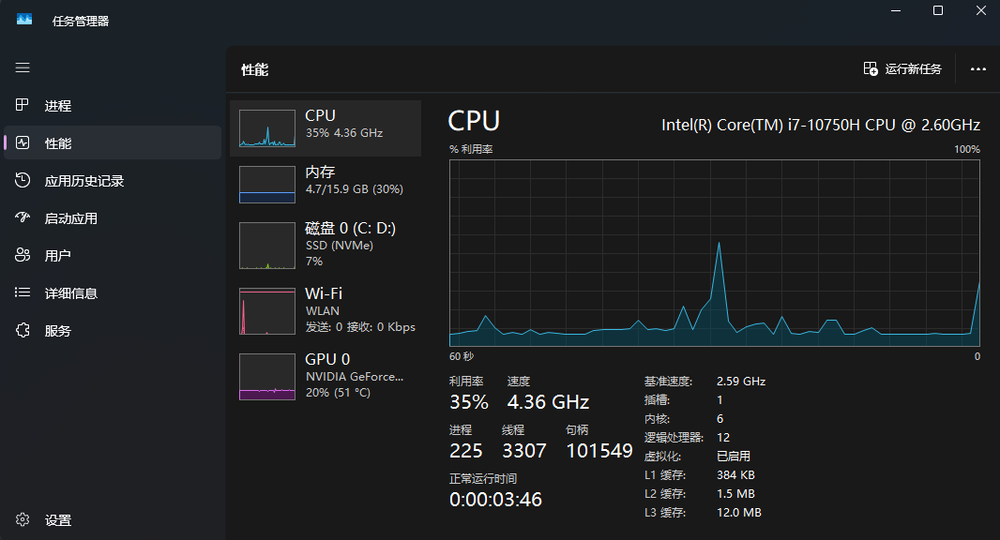 任务管理器
进程
性能
应用历史记录
启动应用
用户
详细信息
服务
设置
性能
运行新任务
CPU
35% 4.36 GHz
内存
4.7/15.9 GB (30%)
磁盘 0 (C: D:)
SSD (NVMe)
7%
Wi-Fi
WLAN
发送: 0 接收: 0 Kbps
GPU 0
NVIDIA GeForce...
20% (51 °C)
CPU
Intel(R) Core(TM) i7-10750H CPU @ 2.60GHz
% 利用率
100%
60 秒
0
利用率 速度
35% 4.36 GHz
进程 线程 句柄
225 3307 101549
正常运行时间
0:00:03:46
基准速度: 2.59 GHz
插槽: 1
内核: 6
逻辑处理器: 12
虚拟化: 已启用
L1 缓存: 384 KB
L2 缓存: 1.5 MB
L3 缓存: 12.0 MB